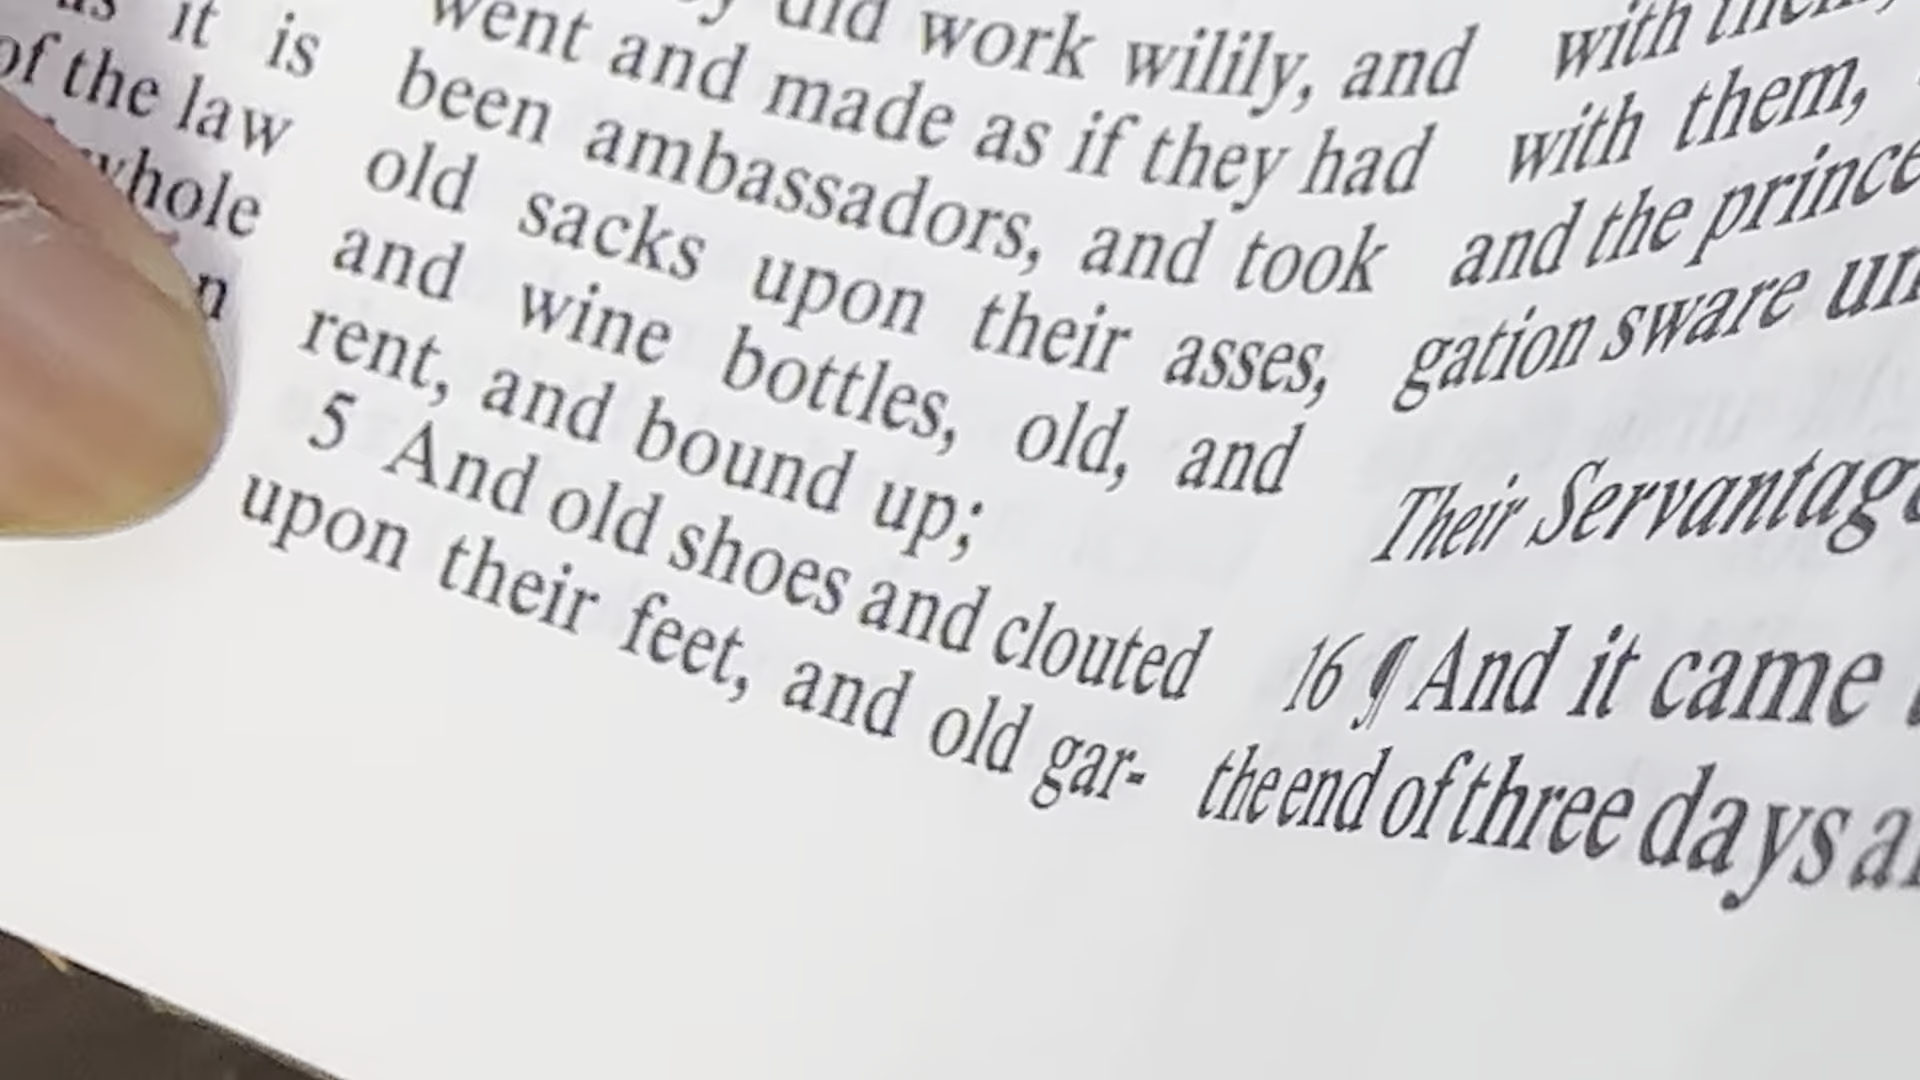 it is
of the law
whole
did work wilily, and
went and made as if they had
been ambassadors, and took
old sacks upon their asses,
and wine bottles, old, and
rent, and bound up;
5 And old shoes and clouted
upon their feet, and old gar-
with them,
with them,
and the prince
gation sware
Their
16 ¶ And it came
the end of three days